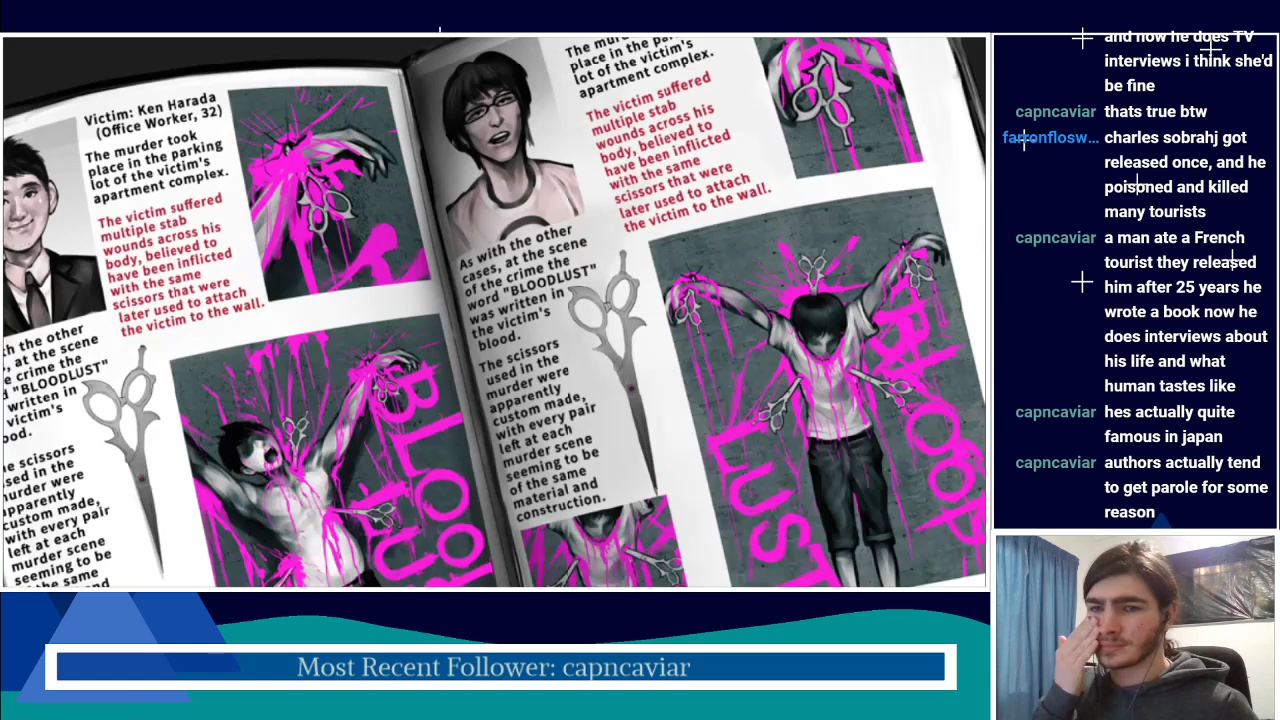 Victim: Ken Harada
(Office Worker, 32)
The murder took
place in the parking
lot of the victim's
apartment complex.
The victim suffered
multiple stab
wounds across his
body, believed to
have been inflicted
with the same
scissors that were
later used to attach
the victim to the wall.
the other
, at the scene
e crime the
"BLOODLUST"
written in
victim's
ood.
scissors
sed in the
murder were
apparently
custom made,
with every pair
left at each
murder scene
seeming to be
the same
BLOOD
LU
place in the par
lot of the victim's
apartment complex.
The victim suffered
multiple stab
wounds across his
body, believed to
have been inflicted
with the same
scissors that were
later used to attach
the victim to the wall.
As with the other
cases, at the scene
of the crime the
word "BLOODLUST"
was written in
the victim's
blood.
The scissors
used in the
murder were
apparently
custom made,
with every pair
left at each
murder scene
seeming to be
of the same
material and
construction.
BLOOD
LUST
and now he does TV
interviews i think she'd
be fine
capncaviar thats true btw
farronflosw... charles sobrahj got
released once, and he
poisoned and killed
many tourists
capncaviar a man ate a French
tourist they released
him after 25 years he
wrote a book now he
does interviews about
his life and what
human tastes like
capncaviar hes actually quite
famous in japan
capncaviar authors actually tend
to get parole for some
reason
Most Recent Follower: capncaviar